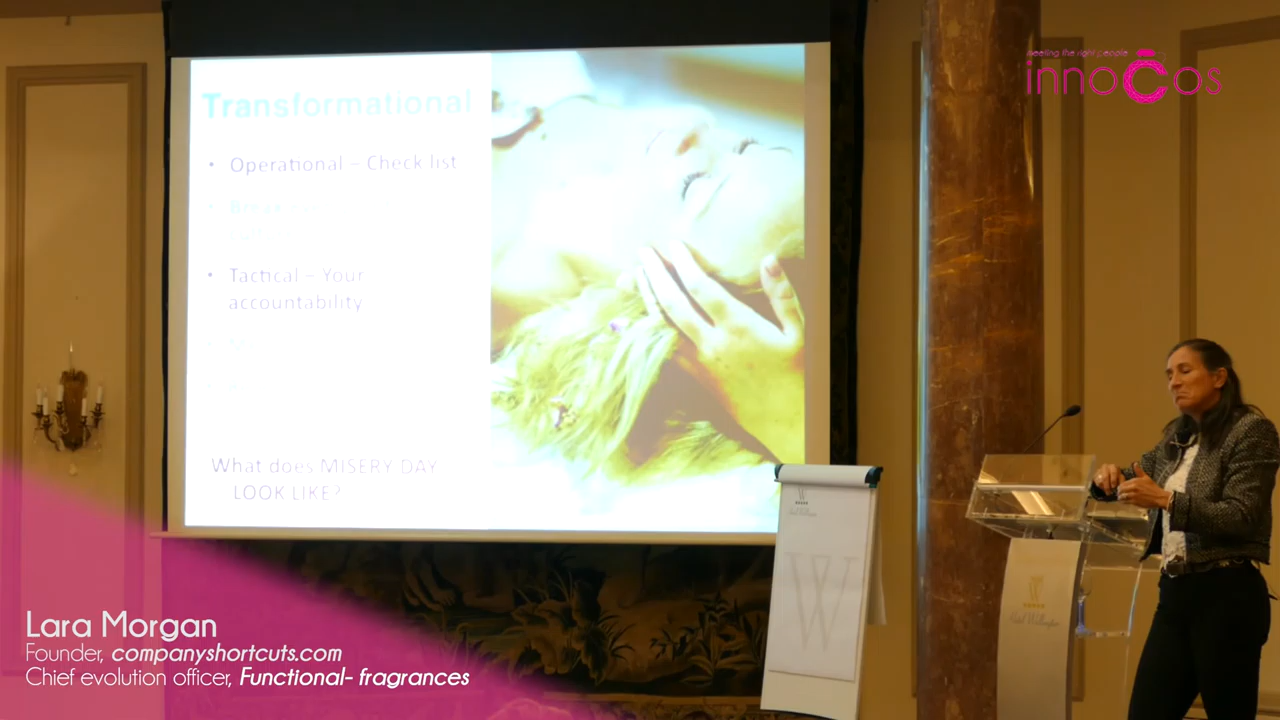 meeting the right people
innoCos
Transformational
• Operational – Check list
• Tactical – Your
accountability
What does MISERY DAY
LOOK LIKE?
W
Lara Morgan
Founder, companyshortcuts.com
Chief evolution officer, Functional- fragrances